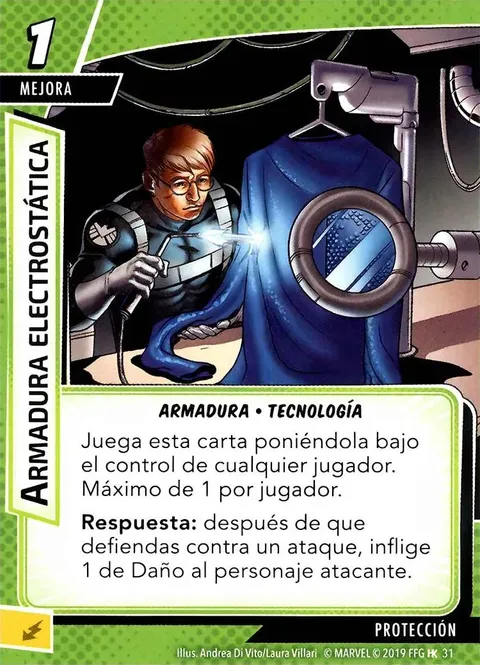 1
MEJORA
ARMADURA ELECTROSTÁTICA
ARMADURA • TECNOLOGÍA
Juega esta carta poniéndola bajo
el control de cualquier jugador.
Máximo de 1 por jugador.
Respuesta: después de que
defiendas contra un ataque, inflige
1 de Daño al personaje atacante.
PROTECCIÓN
Illus. Andrea Di Vito/Laura Villari © MARVEL © 2019 FFG HK 31